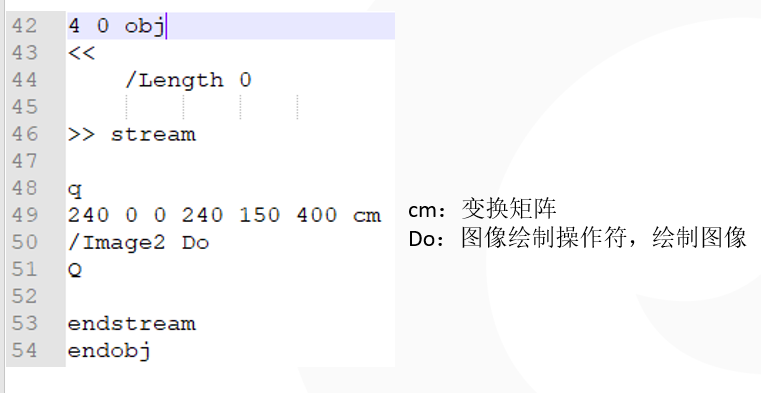 42 4 0 obj
43 <<
44 /Length 0
45
46 >> stream
47
48 q
49 240 0 0 240 150 400 cm
50 /Image2 Do
51 Q
52
53 endstream
54 endobj
cm：变换矩阵
Do：图像绘制操作符，绘制图像